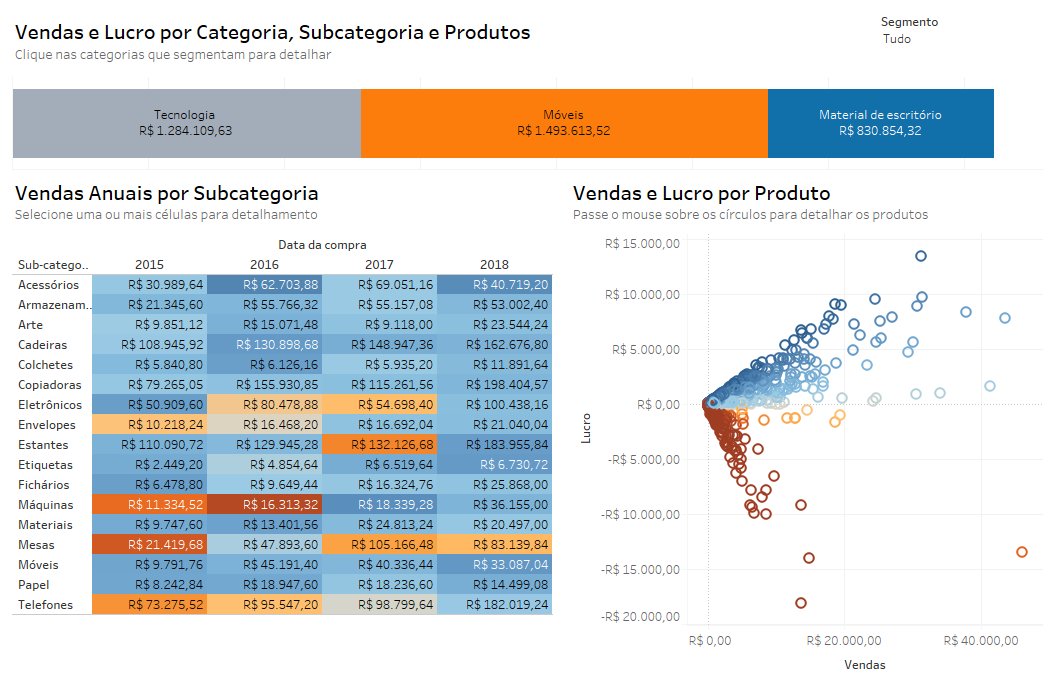 Vendas e Lucro por Categoria, Subcategoria e Produtos
Clique nas categorias que segmentam para detalhar
Segmento
Tudo
Tecnologia
R$ 1.284.109,63
Móveis
R$ 1.493.613,52
Material de escritório
R$ 830.854,32
Vendas Anuais por Subcategoria
Selecione uma ou mais células para detalhamento
Data da compra
Sub-catego.. 2015 2016 2017 2018
Acessórios R$ 30.989,64 R$ 62.703,88 R$ 69.051,16 R$ 40.719,20
Armazenam.. R$ 21.345,60 R$ 55.766,32 R$ 55.157,08 R$ 53.002,40
Arte R$ 9.851,12 R$ 15.071,48 R$ 9.118,00 R$ 23.544,24
Cadeiras R$ 108.945,92 R$ 130.898,68 R$ 148.947,36 R$ 162.676,80
Colchetes R$ 5.840,80 R$ 6.126,16 R$ 5.935,20 R$ 11.891,64
Copiadoras R$ 79.265,05 R$ 155.930,85 R$ 115.261,56 R$ 198.404,57
Eletrônicos R$ 50.909,60 R$ 80.478,88 R$ 54.698,40 R$ 100.438,16
Envelopes R$ 10.218,24 R$ 16.468,20 R$ 16.692,04 R$ 21.040,04
Estantes R$ 110.090,72 R$ 129.945,28 R$ 132.126,68 R$ 183.955,84
Etiquetas R$ 2.449,20 R$ 4.854,64 R$ 6.519,64 R$ 6.730,72
Fichários R$ 6.478,80 R$ 9.649,44 R$ 16.324,76 R$ 25.868,00
Máquinas R$ 11.334,52 R$ 16.313,32 R$ 18.339,28 R$ 36.155,00
Materiais R$ 9.747,60 R$ 13.401,56 R$ 24.813,24 R$ 20.497,00
Mesas R$ 21.419,68 R$ 47.893,60 R$ 105.166,48 R$ 83.139,84
Móveis R$ 9.791,76 R$ 45.191,40 R$ 40.336,44 R$ 33.087,04
Papel R$ 8.242,84 R$ 18.947,60 R$ 18.236,60 R$ 14.499,08
Telefones R$ 73.275,52 R$ 95.547,20 R$ 98.799,64 R$ 182.019,24
Vendas e Lucro por Produto
Passe o mouse sobre os círculos para detalhar os produtos
Lucro
R$ 15.000,00
R$ 10.000,00
R$ 5.000,00
R$ 0,00
-R$ 5.000,00
-R$ 10.000,00
-R$ 15.000,00
-R$ 20.000,00
R$ 0,00 R$ 20.000,00 R$ 40.000,00
Vendas